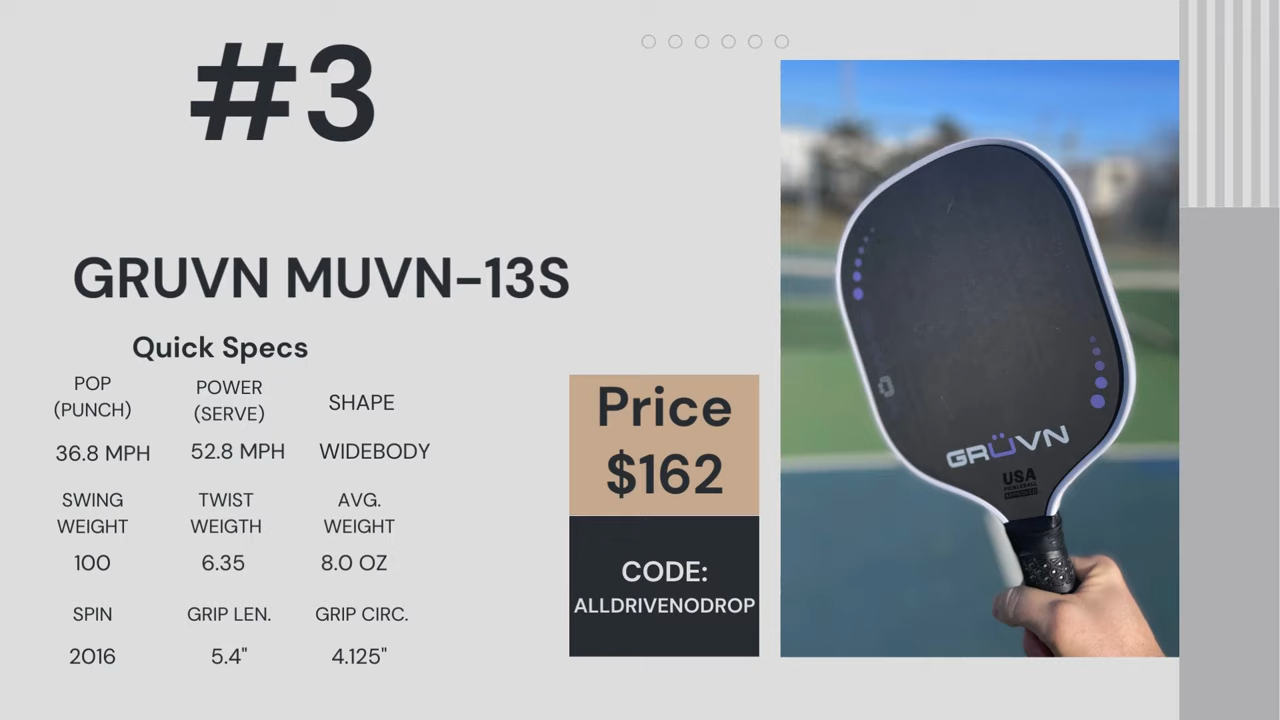 #3
GRUVN MUVN-13S
Quick Specs
POP
(PUNCH)
POWER
(SERVE)
SHAPE
36.8 MPH
52.8 MPH
WIDEBODY
SWING
WEIGHT
TWIST
WEIGTH
AVG.
WEIGHT
100
6.35
8.0 OZ
SPIN
GRIP LEN.
GRIP CIRC.
2016
5.4"
4.125"
Price
$162
CODE:
ALLDRIVENODROP
GRÜVN
USA
PICKLEBALL
APPROVED